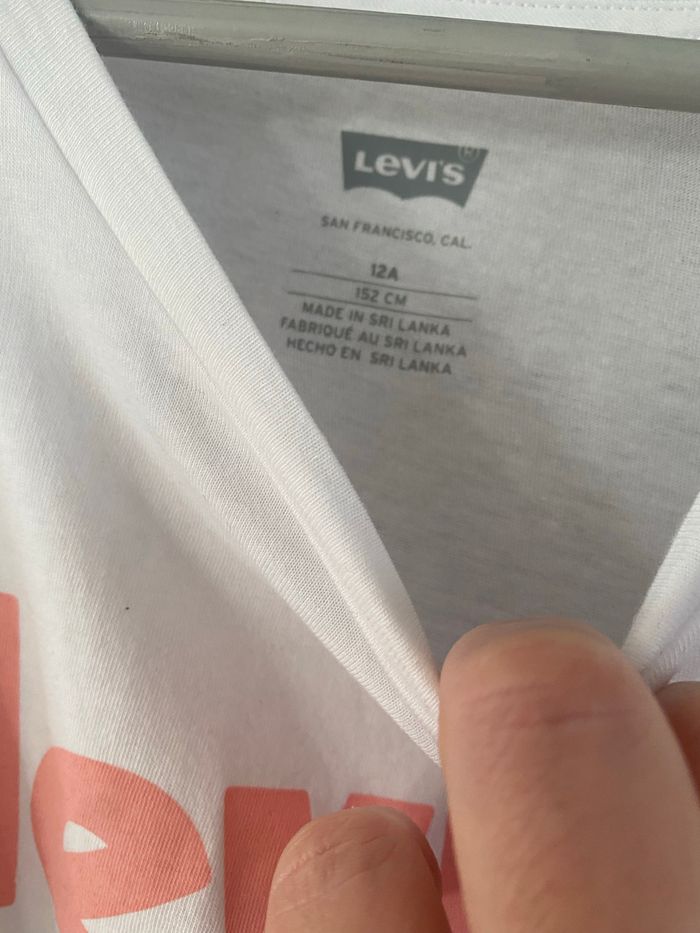 LEVI'S ®
SAN FRANCISCO, CAL.
12A
152 CM
MADE IN SRI LANKA
FABRIQUÉ AU SRI LANKA
HECHO EN SRI LANKA